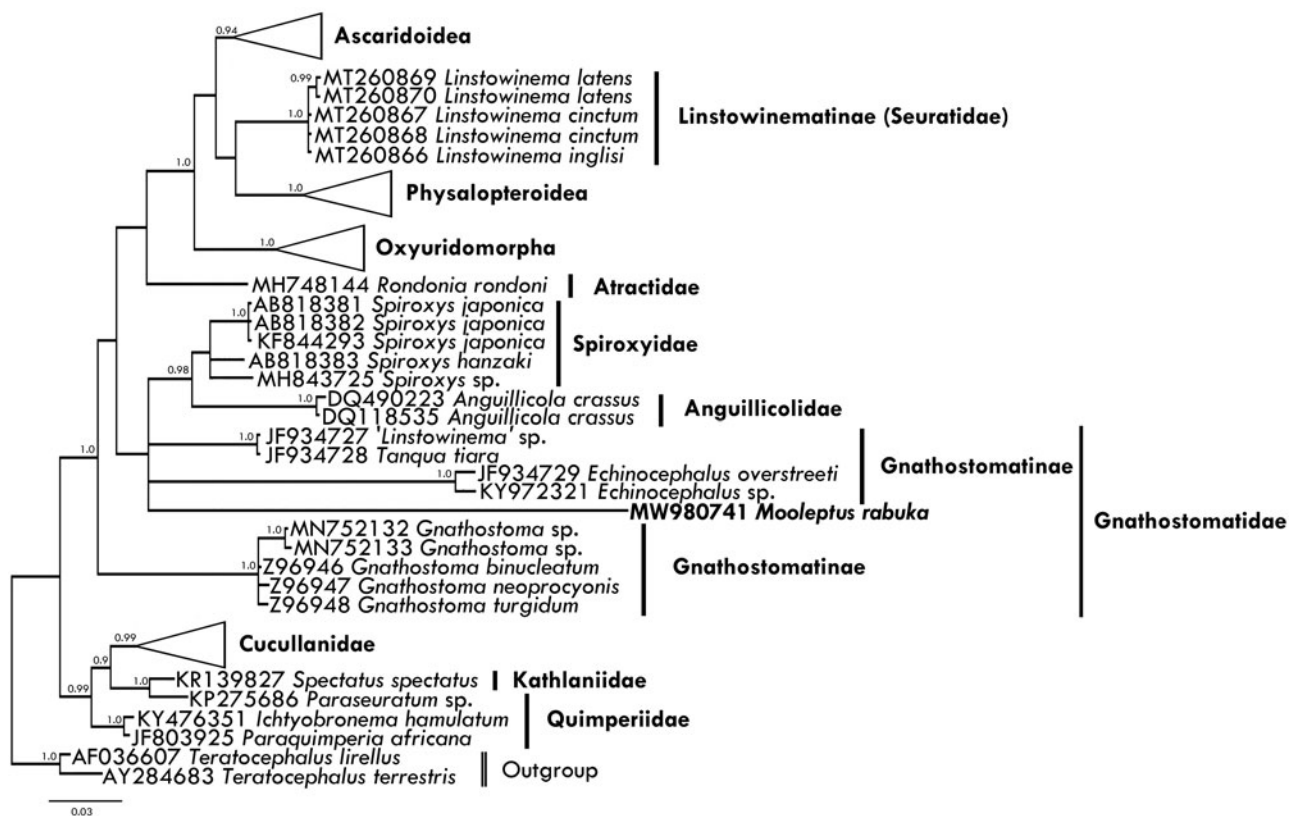 0.94
Ascaridoidea
0.99
MT260869 Linstowinema latens
MT260870 Linstowinema latens
1.0
MT260867 Linstowinema cinctum
MT260868 Linstowinema cinctum
MT260866 Linstowinema inglisi
Linstowinematinae (Seuratidae)
1.0
1.0
Physalopteroidea
1.0
Oxyuridomorpha
MH748144 Rondonia rondoni
Atractidae
1.0
AB818381 Spiroxys japonica
AB818382 Spiroxys japonica
KF844293 Spiroxys japonica
AB818383 Spiroxys hanzaki
MH843725 Spiroxys sp.
Spiroxyidae
0.98
1.0
DQ490223 Anguillicola crassus
DQ118535 Anguillicola crassus
Anguillicolidae
1.0
1.0
JF934727 'Linstowinema' sp.
JF934728 Tanqua tiara
1.0
JF934729 Echinocephalus overstreeti
KY972321 Echinocephalus sp.
Gnathostomatinae
MW980741 Mooleptus rabuka
Gnathostomatidae
1.0
MN752132 Gnathostoma sp.
MN752133 Gnathostoma sp.
1.0
Z96946 Gnathostoma binucleatum
Z96947 Gnathostoma neoprocyonis
Z96948 Gnathostoma turgidum
Gnathostomatinae
0.99
Cucullanidae
0.9
1.0
KR139827 Spectatus spectatus
Kathlaniidae
KP275686 Paraseuratum sp.
0.99
1.0
KY476351 Ichtyobronema hamulatum
JF803925 Paraquimperia africana
Quimperiidae
1.0
AF036607 Teratocephalus lirellus
AY284683 Teratocephalus terrestris
Outgroup
0.03